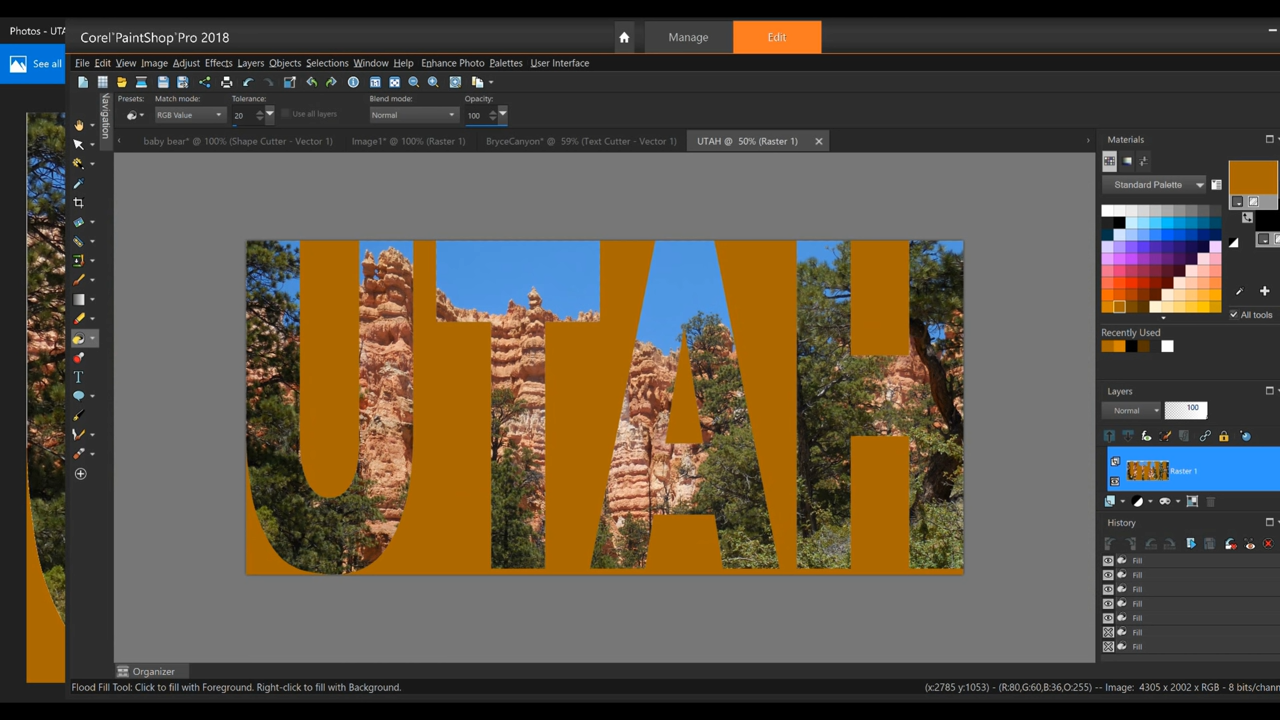 Photos - UTA
See all
Corel PaintShop Pro 2018
Manage
Edit
File Edit View Image Adjust Effects Layers Objects Selections Window Help Enhance Photo Palettes User Interface
Presets: Match mode: Tolerance: Blend mode: Opacity:
RGB Value 20 Use all layers Normal 100
Navigation
baby bear* @ 100% (Shape Cutter - Vector 1)
Image1* @ 100% (Raster 1)
BryceCanyon* @ 59% (Text Cutter - Vector 1)
UTAH @ 50% (Raster 1)
UTAH
Materials
Standard Palette
All tools
Recently Used
Layers
Normal 100
Raster 1
History
Fill
Fill
Fill
Fill
Fill
Fill
Fill
Organizer
Flood Fill Tool: Click to fill with Foreground. Right-click to fill with Background.
(x:2785 y:1053) -- (R:80,G:60,B:36,O:255) -- Image: 4305 x 2002 x RGB - 8 bits/chann